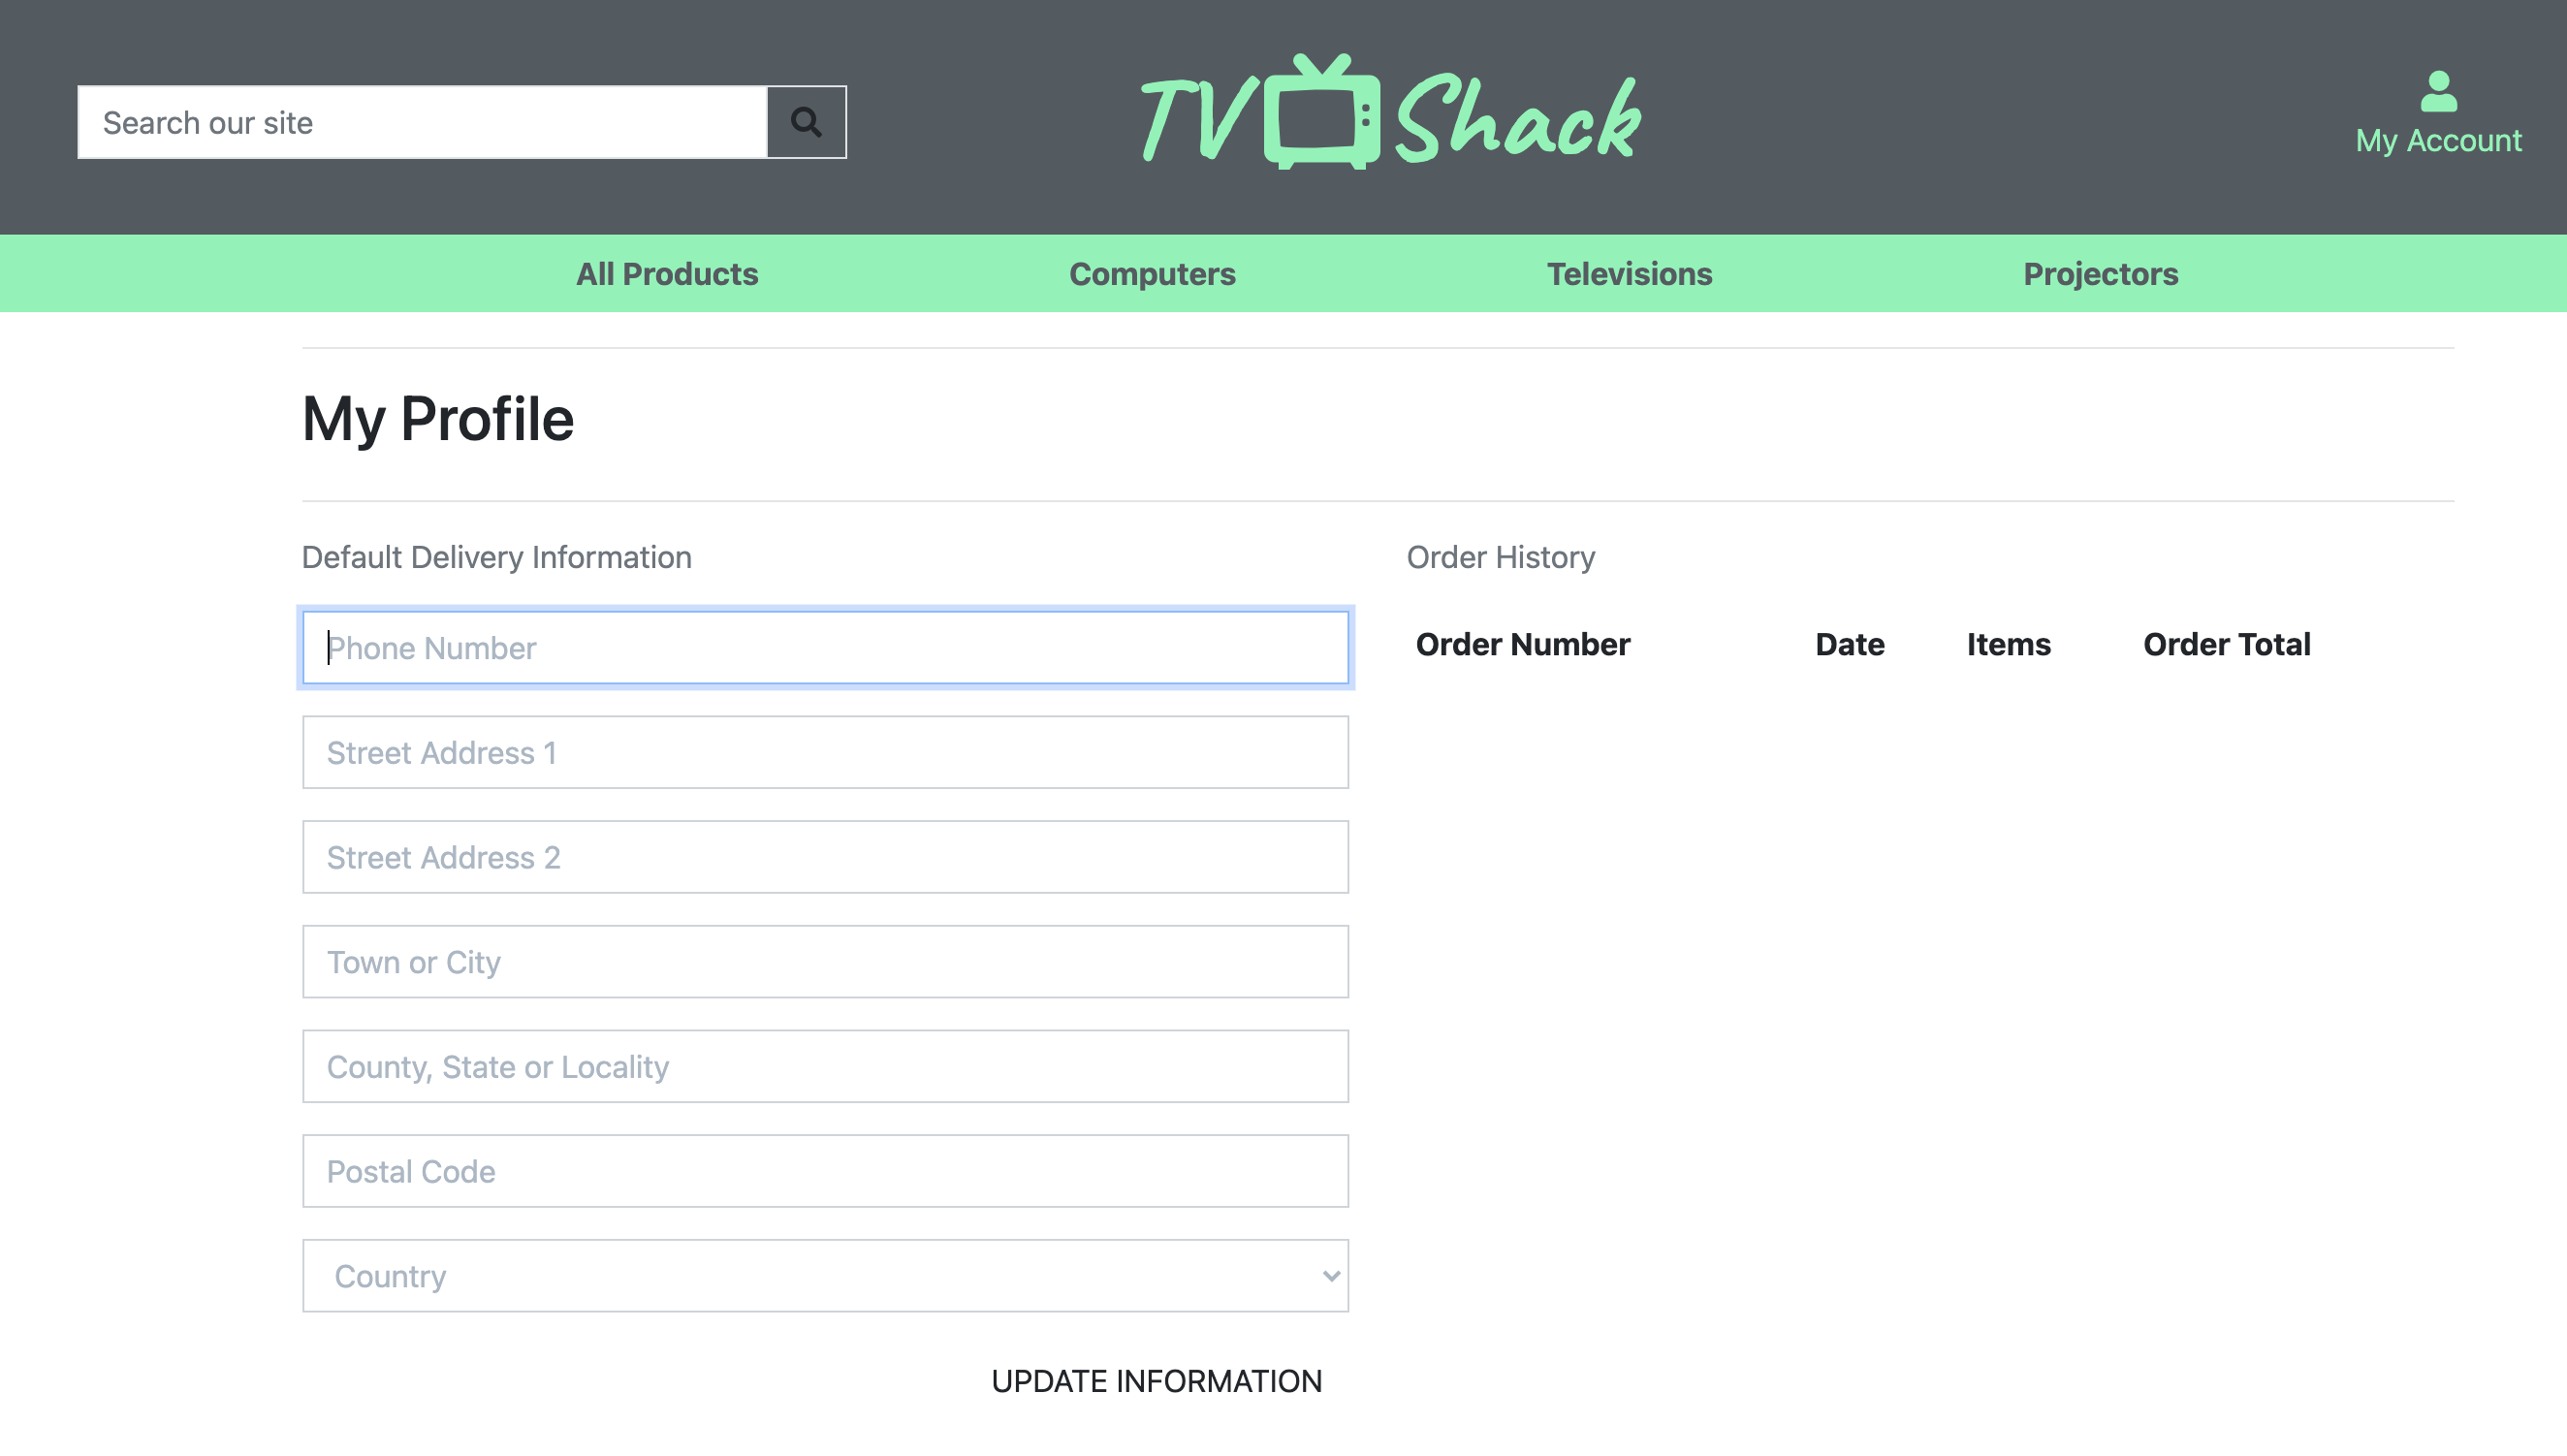 Search our site
TV Shack
My Account
All Products Computers Televisions Projectors
My Profile
Default Delivery Information
Phone Number
Street Address 1
Street Address 2
Town or City
County, State or Locality
Postal Code
Country
UPDATE INFORMATION
Order History
Order Number Date Items Order Total